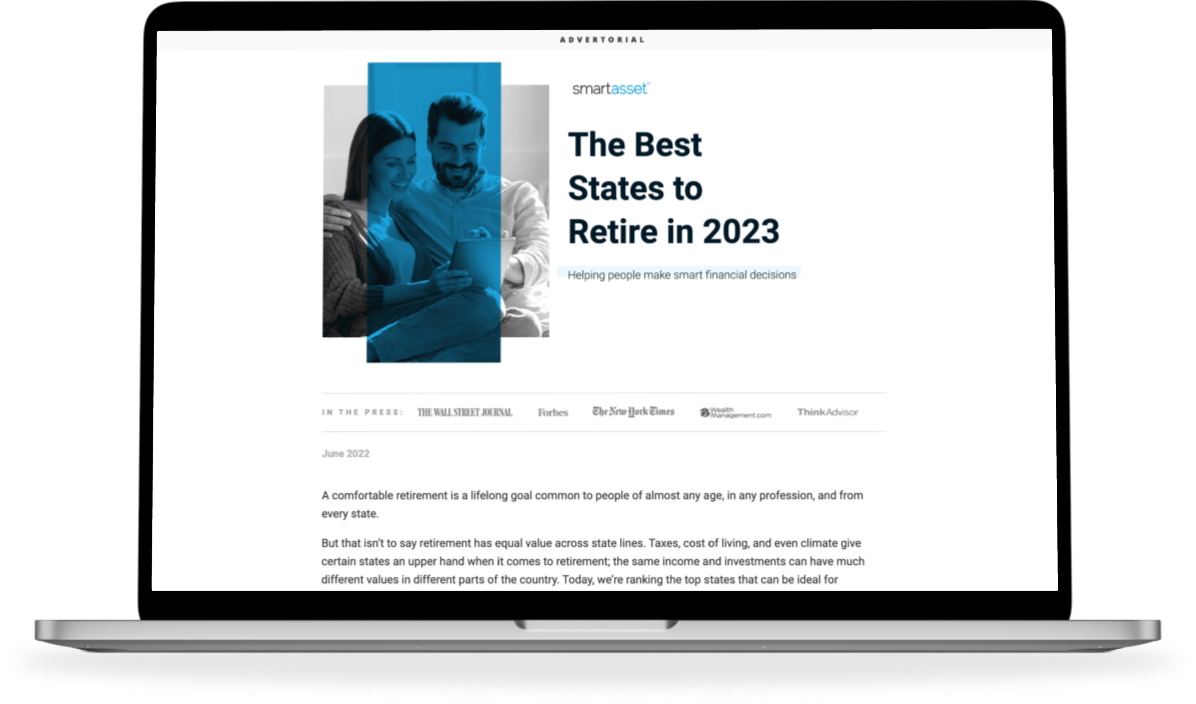 ADVERTORIAL
smartasset™
The Best
States to
Retire in 2023
Helping people make smart financial decisions
IN THE PRESS: THE WALL STREET JOURNAL Forbes The New York Times Wealth Management.com ThinkAdvisor
June 2022
A comfortable retirement is a lifelong goal common to people of almost any age, in any profession, and from
every state.
But that isn't to say retirement has equal value across state lines. Taxes, cost of living, and even climate give
certain states an upper hand when it comes to retirement; the same income and investments can have much
different values in different parts of the country. Today, we're ranking the top states that can be ideal for